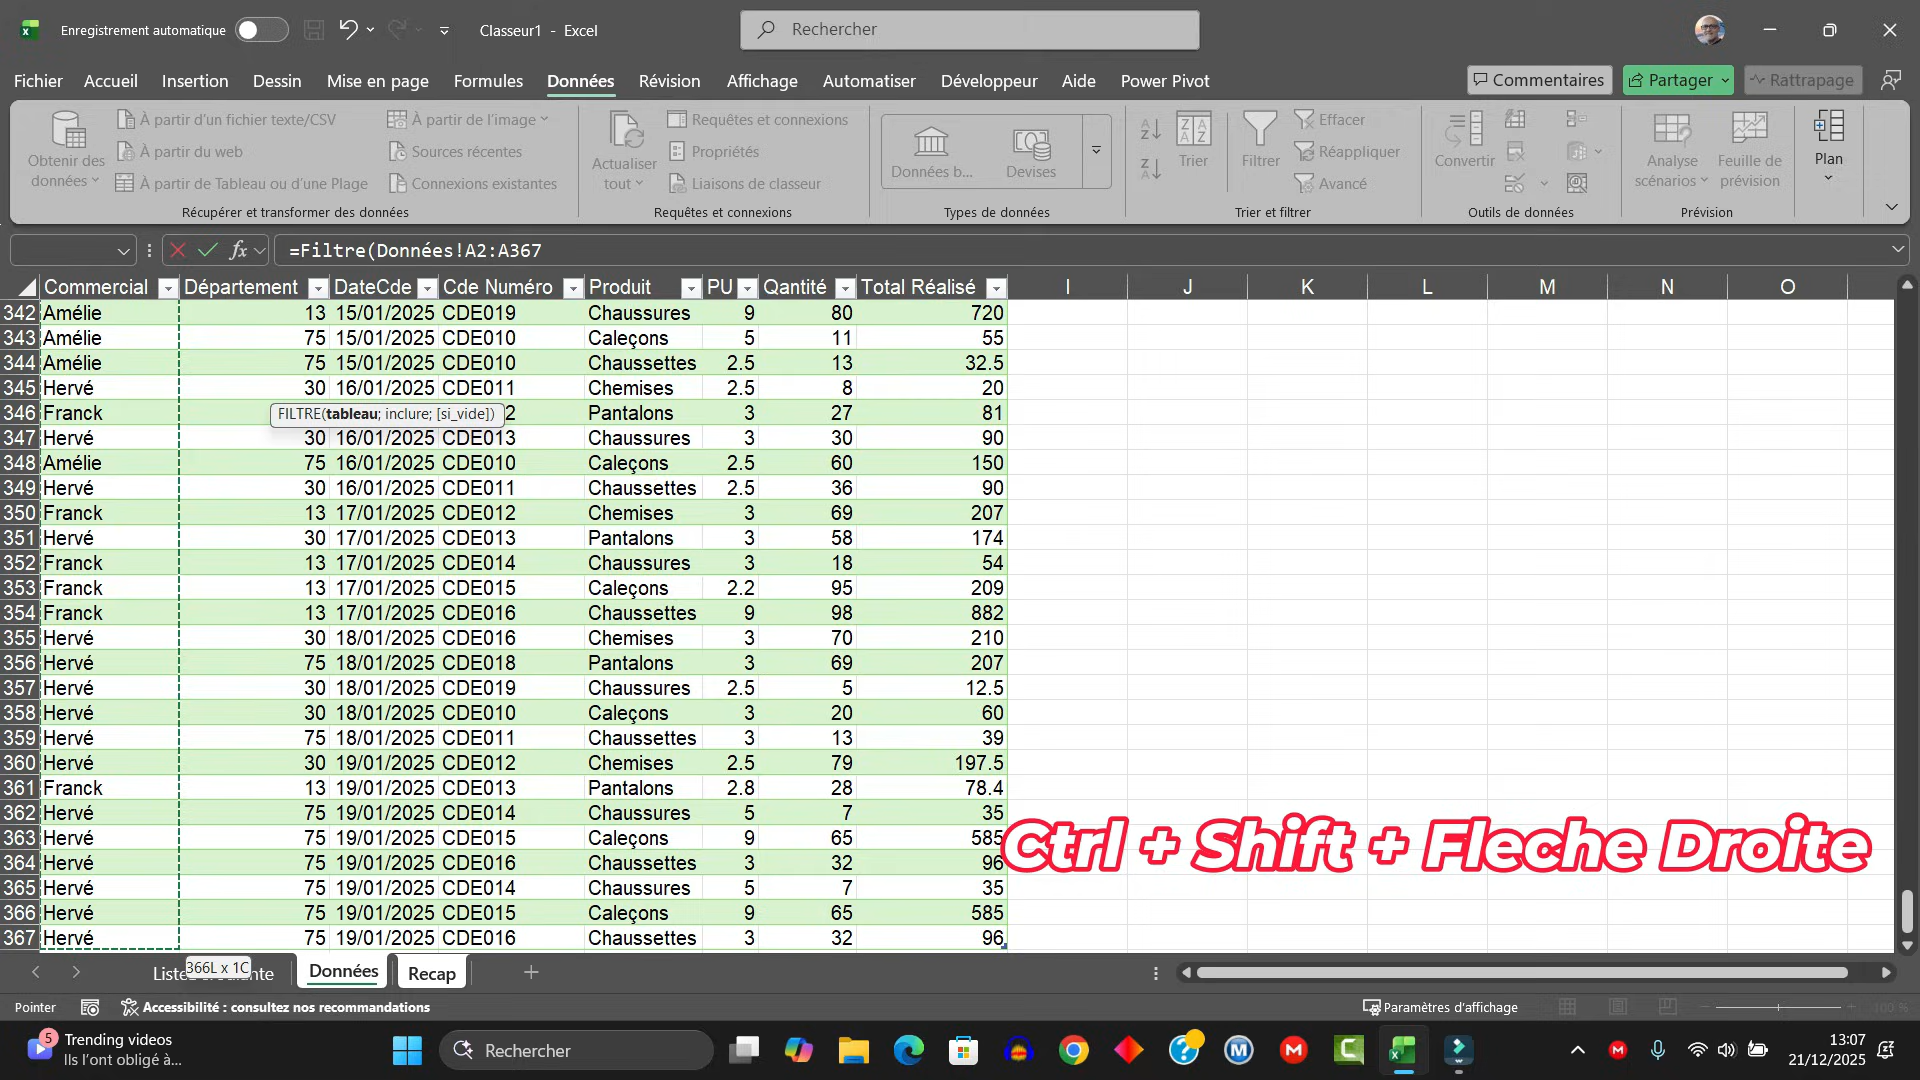 Enregistrement automatique
Classeur1 - Excel
Rechercher
Fichier Accueil Insertion Dessin Mise en page Formules Données Révision Affichage Automatiser Développeur Aide Power Pivot
Commentaires Partager Rattrapage
Obtenir des données
À partir d'un fichier texte/CSV
À partir du web
À partir de Tableau ou d'une Plage
À partir de l'image
Sources récentes
Connexions existantes
Récupérer et transformer des données
Actualiser tout
Requêtes et connexions
Propriétés
Liaisons de classeur
Requêtes et connexions
Données b... Devises
Types de données
Trier
Filtrer
Effacer
Réappliquer
Avancé
Trier et filtrer
Convertir
Outils de données
Analyse scénarios
Feuille de prévision
Prévision
Plan
fx =Filtre(Données!A2:A367
Commercial Département DateCde Cde Numéro Produit PU Qantité Total Réalisé I J K L M N O
342 Amélie 13 15/01/2025 CDE019 Chaussures 9 80 720
343 Amélie 75 15/01/2025 CDE010 Caleçons 5 11 55
344 Amélie 75 15/01/2025 CDE010 Chaussettes 2.5 13 32.5
345 Hervé 30 16/01/2025 CDE011 Chemises 2.5 8 20
346 Franck 2 Pantalons 3 27 81
FILTRE(tableau; inclure; [si_vide])
347 Hervé 30 16/01/2025 CDE013 Chaussures 3 30 90
348 Amélie 75 16/01/2025 CDE010 Caleçons 2.5 60 150
349 Hervé 30 16/01/2025 CDE011 Chaussettes 2.5 36 90
350 Franck 13 17/01/2025 CDE012 Chemises 3 69 207
351 Hervé 30 17/01/2025 CDE013 Pantalons 3 58 174
352 Franck 13 17/01/2025 CDE014 Chaussures 3 18 54
353 Franck 13 17/01/2025 CDE015 Caleçons 2.2 95 209
354 Franck 13 17/01/2025 CDE016 Chaussettes 9 98 882
355 Hervé 30 18/01/2025 CDE016 Chemises 3 70 210
356 Hervé 75 18/01/2025 CDE018 Pantalons 3 69 207
357 Hervé 30 18/01/2025 CDE019 Chaussures 2.5 5 12.5
358 Hervé 30 18/01/2025 CDE010 Caleçons 3 20 60
359 Hervé 75 18/01/2025 CDE011 Chaussettes 3 13 39
360 Hervé 30 19/01/2025 CDE012 Chemises 2.5 79 197.5
361 Franck 13 19/01/2025 CDE013 Pantalons 2.8 28 78.4
362 Hervé 75 19/01/2025 CDE014 Chaussures 5 7 35
363 Hervé 75 19/01/2025 CDE015 Caleçons 9 65 585
364 Hervé 75 19/01/2025 CDE016 Chaussettes 3 32 96
365 Hervé 75 19/01/2025 CDE014 Chaussures 5 7 35
366 Hervé 75 19/01/2025 CDE015 Caleçons 9 65 585
367 Hervé 75 19/01/2025 CDE016 Chaussettes 3 32 96
Ctrl + Shift + Fleche Droite
366L x 1C
Données Recap
Pointer
Accessibilité : consultez nos recommandations
Paramètres d'affichage
100 %
5
Trending videos
Ils l'ont obligé à...
Rechercher
13:07
21/12/2025